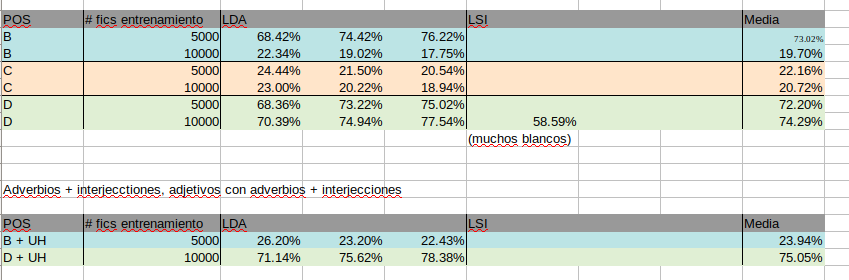 POS # fics entrenamiento LDA LSI Media
B 5000 68.42% 74.42% 76.22% 73.02%
B 10000 22.34% 19.02% 17.75% 19.70%
C 5000 24.44% 21.50% 20.54% 22.16%
C 10000 23.00% 20.22% 18.94% 20.72%
D 5000 68.36% 73.22% 75.02% 72.20%
D 10000 70.39% 74.94% 77.54% 58.59% 74.29%
(muchos blancos)
Adverbios + interjecctiones, adjetivos con adverbios + interjecciones
POS # fics entrenamiento LDA LSI Media
B + UH 5000 26.20% 23.20% 22.43% 23.94%
D + UH 10000 71.14% 75.62% 78.38% 75.05%